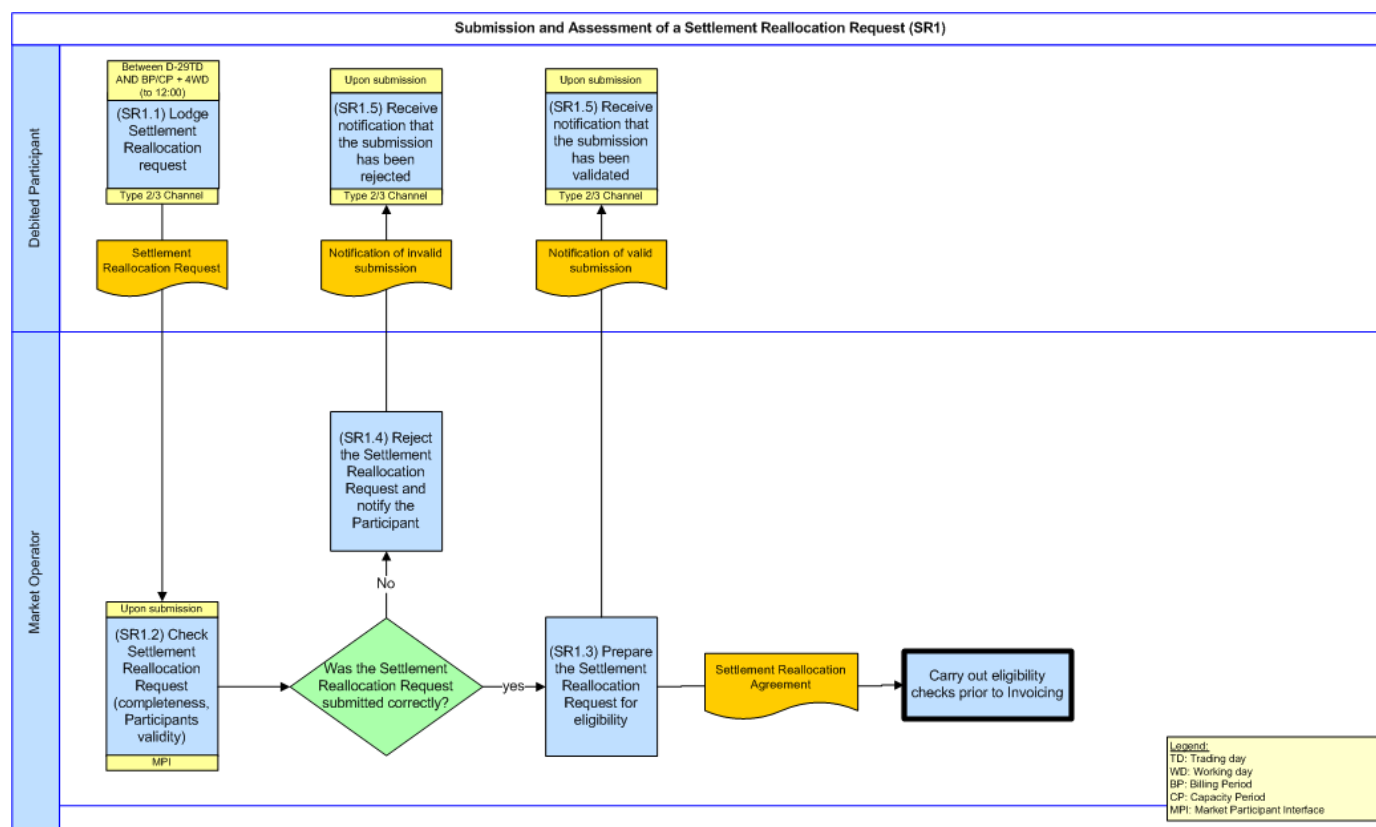 Submission and Assessment of a Settlement Reallocation Request (SR1)
Debited Participant
Between D-29TD
AND BP/CP + 4WD
(to 12:00)
(SR1.1) Lodge
Settlement
Reallocation
request
Type 2/3 Channel
Upon submission
(SR1.5) Receive
notification that
the submission
has been
rejected
Type 2/3 Channel
Upon submission
(SR1.5) Receive
notification that
the submission
has been
validated
Type 2/3 Channel
Settlement
Reallocation Request
Notification of invalid
submission
Notification of valid
submission
Market Operator
(SR1.4) Reject
the Settlement
Reallocation
Request and
notify the
Participant
No
Upon submission
(SR1.2) Check
Settlement
Reallocation
Request
(completeness,
Participants
validity)
MPI
Was the Settlement
Reallocation Request
submitted correctly?
yes
(SR1.3) Prepare
the Settlement
Reallocation
Request for
eligibility
Settlement Reallocation
Agreement
Carry out eligibility
checks prior to Invoicing
Legend:
TD: Trading day
WD: Working day
BP: Billing Period
CP: Capacity Period
MPI: Market Participant Interface